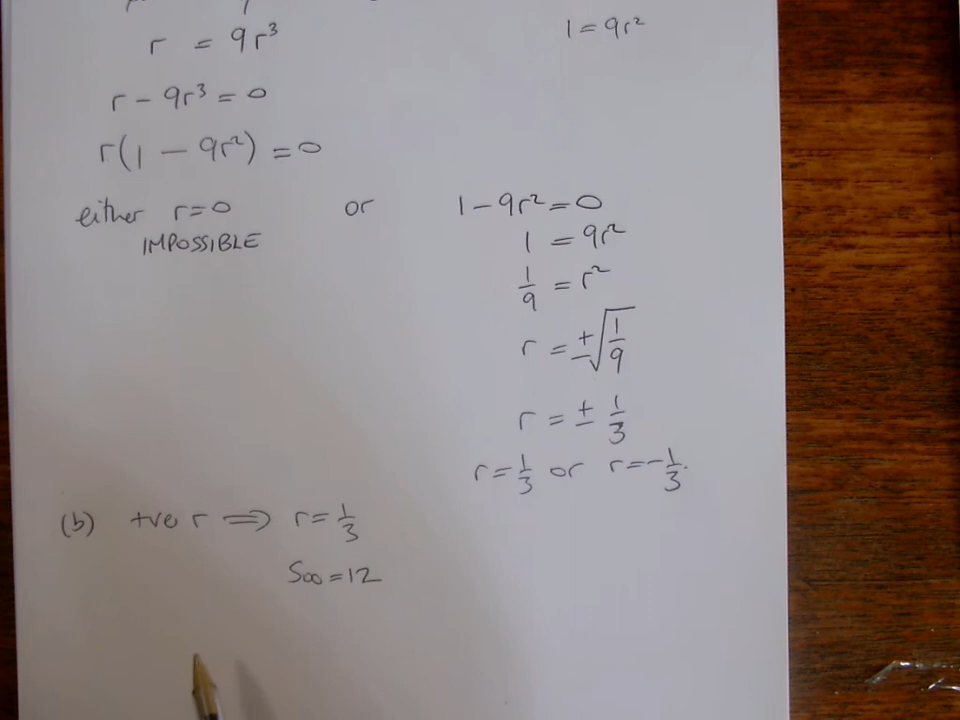 r = 9r³
1 = 9r²
r - 9r³ = 0
r(1 - 9r²) = 0
either r=0 or 1 - 9r² = 0
IMPOSSIBLE
1 = 9r²
1/9 = r²
r = ±√(1/9)
r = ± 1/3
r = 1/3 or r = -1/3.
(b) +ve r ⇒ r = 1/3
S∞ = 12